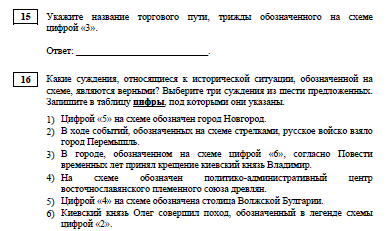 15
Укажите название торгового пути, трижды обозначенного на схеме
цифрой «3».
Ответ: ___________________________.
16
Какие суждения, относящиеся к исторической ситуации, обозначенной на
схеме, являются верными? Выберите три суждения из шести предложенных.
Запишите в таблицу цифры, под которыми они указаны.
1) Цифрой «5» на схеме обозначен город Новгород.
2) В ходе событий, обозначенных на схеме стрелками, русское войско взяло
город Перемышль.
3) В городе, обозначенном на схеме цифрой «6», согласно Повести
временных лет принял крещение киевский князь Владимир.
4) На схеме обозначен политико-административный центр
восточнославянского племенного союза древлян.
5) Цифрой «4» на схеме обозначена столица Волжской Булгарии.
6) Киевский князь Олег совершил поход, обозначенный в легенде схемы
цифрой «2».